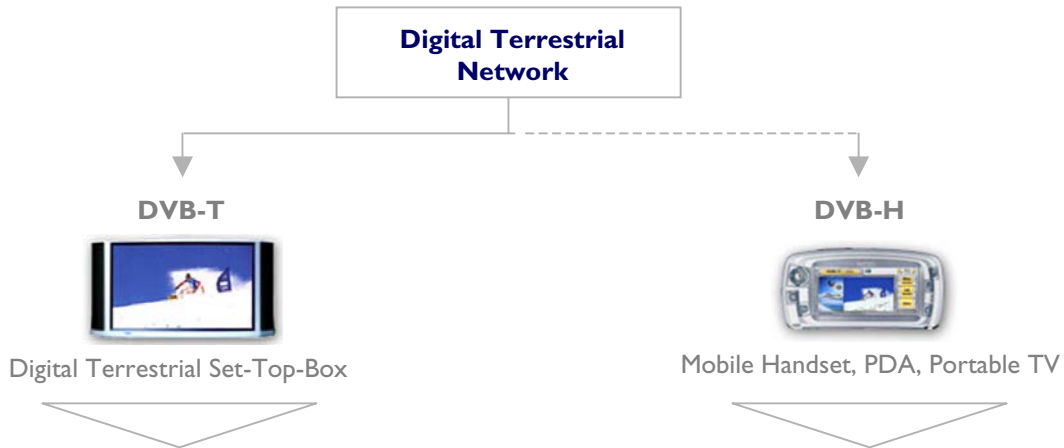 Digital Terrestrial
Network
DVB-T
DVB-H
Digital Terrestrial Set-Top-Box
Mobile Handset, PDA, Portable TV